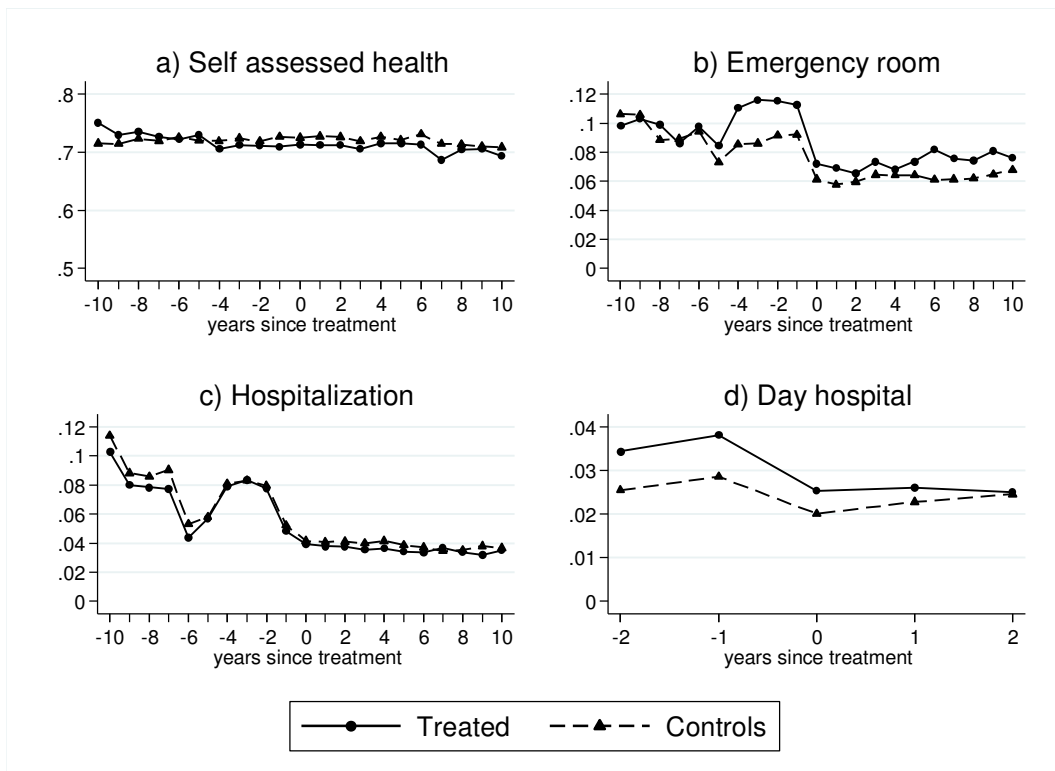 a) Self assessed health
.8
.7
.6
.5
-10 -8 -6 -4 -2 0 2 4 6 8 10
years since treatment
b) Emergency room
.12
.1
.08
.06
.04
.02
0
-10 -8 -6 -4 -2 0 2 4 6 8 10
years since treatment
c) Hospitalization
.12
.1
.08
.06
.04
.02
0
-10 -8 -6 -4 -2 0 2 4 6 8 10
years since treatment
d) Day hospital
.04
.03
.02
.01
0
-2 -1 0 1 2
years since treatment
Treated Controls